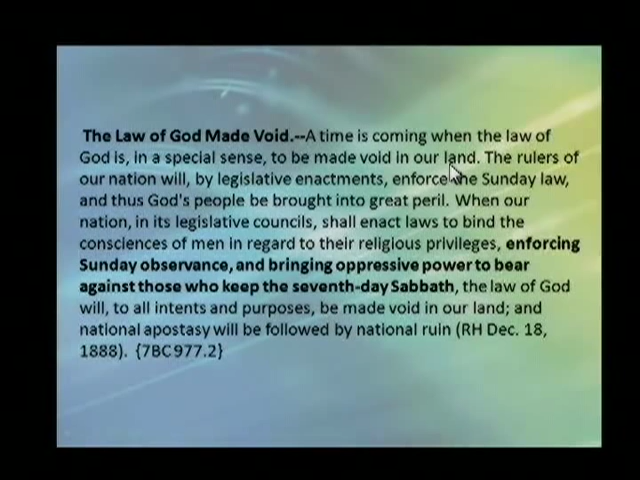 The Law of God Made Void.--A time is coming when the law of
God is, in a special sense, to be made void in our land. The rulers of
our nation will, by legislative enactments, enforce the Sunday law,
and thus God's people be brought into great peril. When our
nation, in its legislative councils, shall enact laws to bind the
consciences of men in regard to their religious privileges, enforcing
Sunday observance, and bringing oppressive power to bear
against those who keep the seventh-day Sabbath, the law of God
will, to all intents and purposes, be made void in our land; and
national apostasy will be followed by national ruin (RH Dec. 18,
1888). {7BC 977.2}